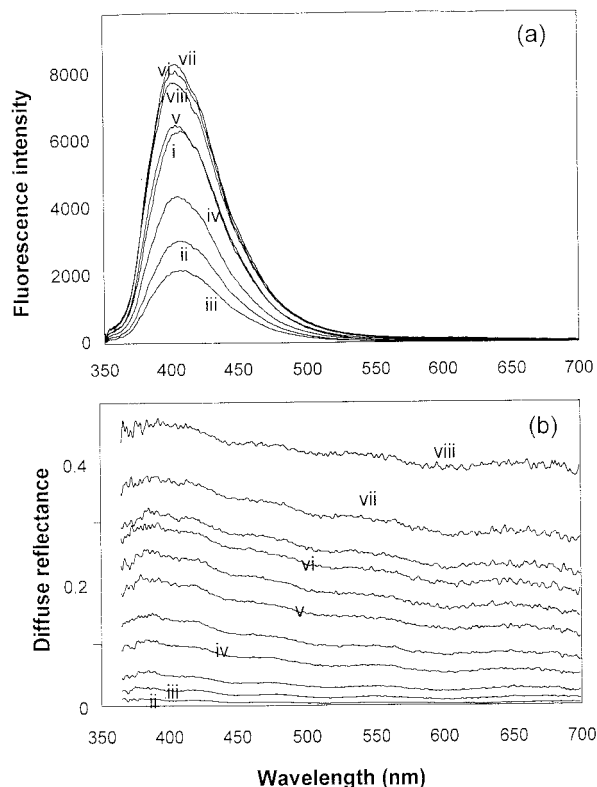 (a)
8000
6000
4000
2000
0
Fluorescence intensity
vi
vii
viii
v
i
iv
ii
iii
350 400 450 500 550 600 650 700
(b)
0.4
0.2
0
Diffuse reflectance
viii
vii
vi
v
iv
iii
ii
350 400 450 500 550 600 650 700
Wavelength (nm)